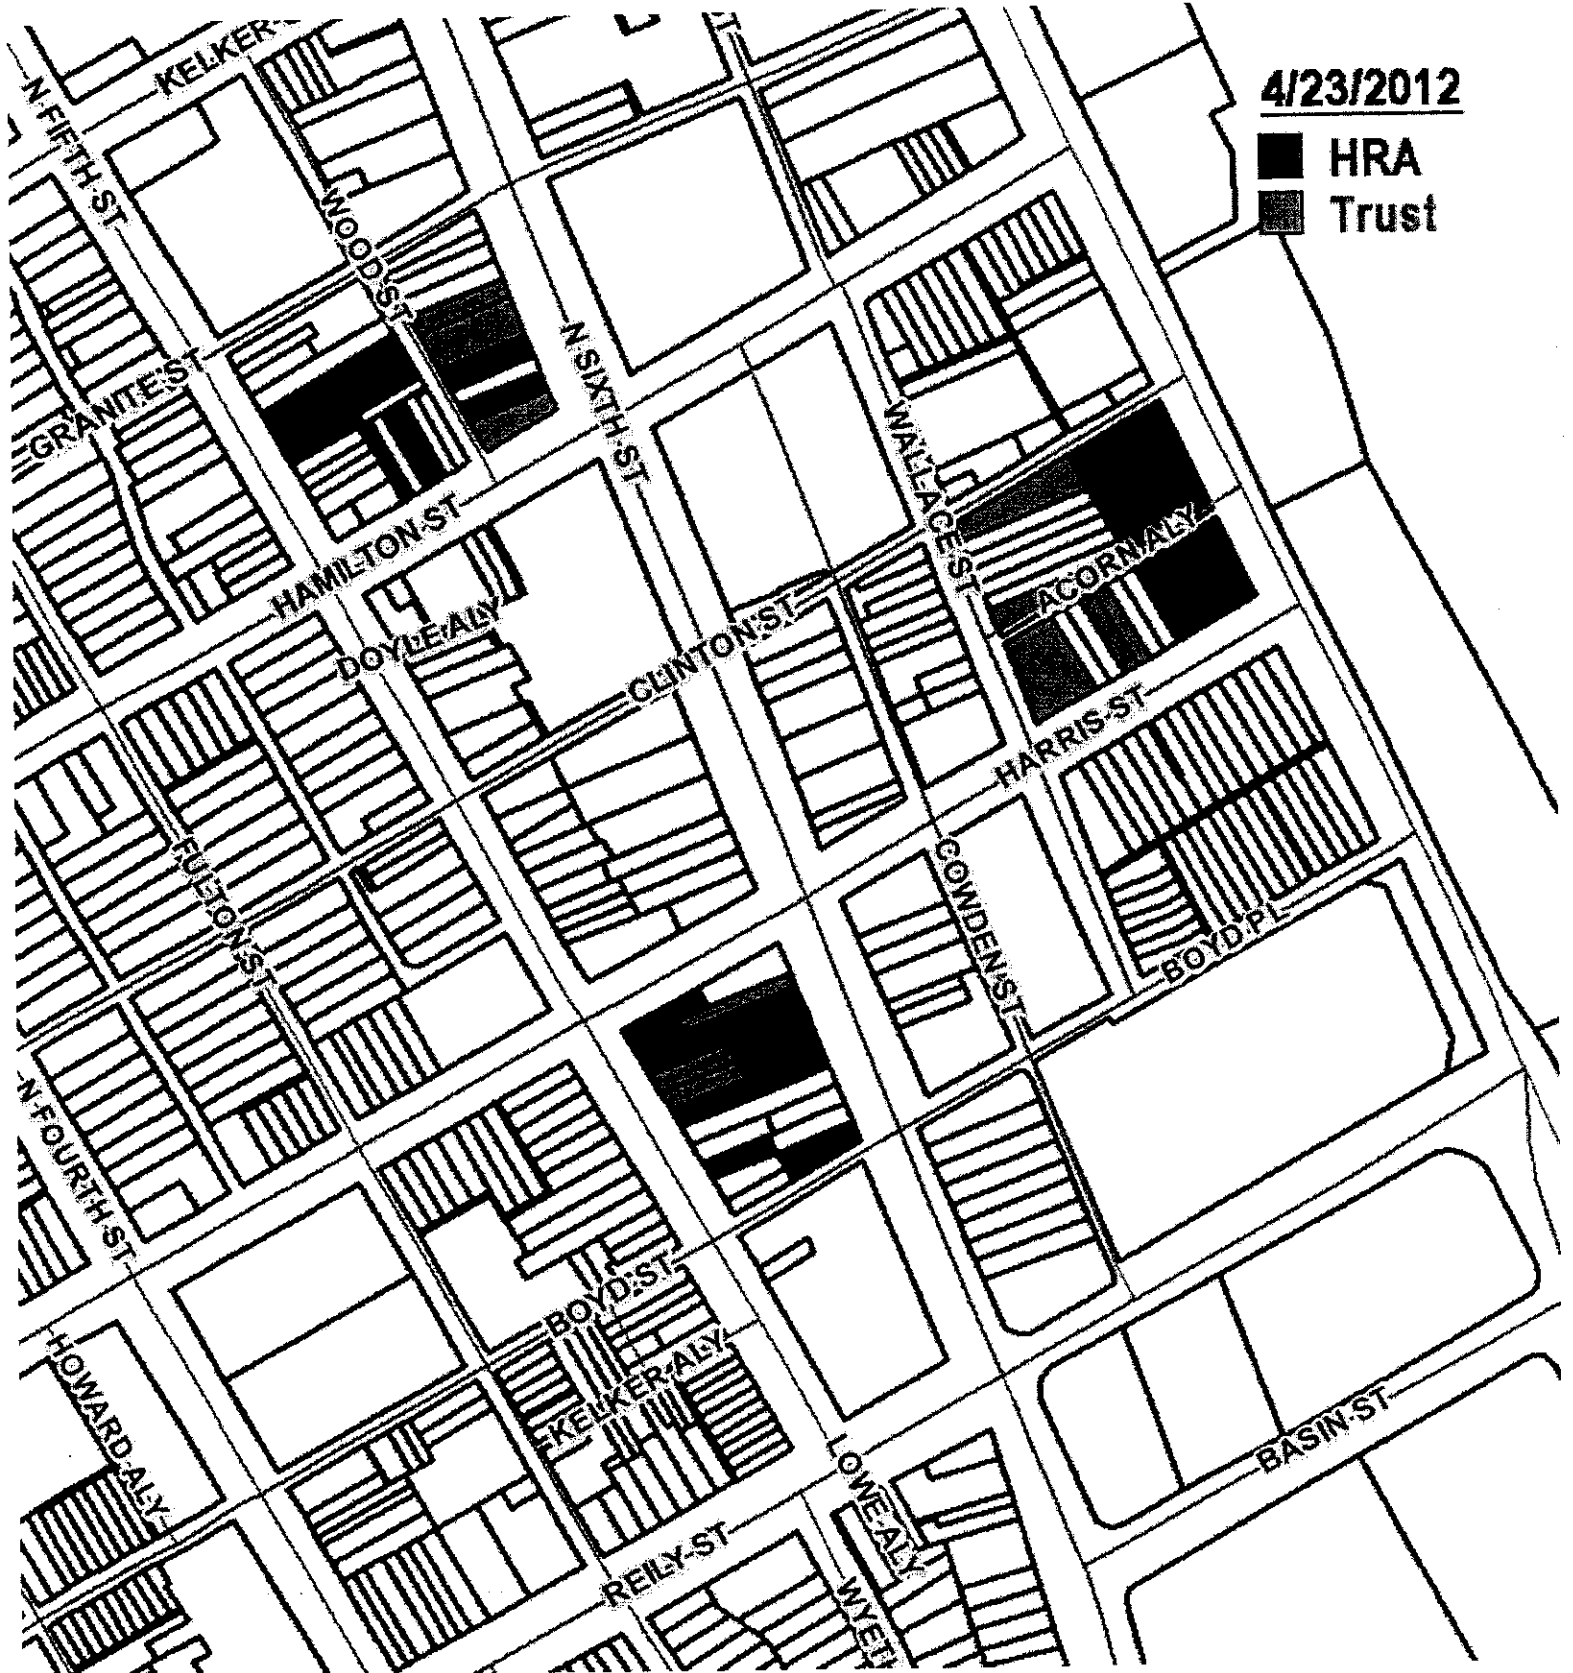 4/23/2012
HRA
Trust
KELKER
ST
N FIFTH ST
WOOD ST
N SIXTH ST
GRANITE ST
WALLACE ST
HAMILTON ST
ACORN ALY
DOYLE ALY
CLINTON ST
HARRIS ST
FULTON ST
COWDEN ST
BOYD PL
N FOURTH ST
BOYD ST
HOWARD ALY
KELKER ALY
BASIN ST
LOWE ALY
REILY ST
WYETH